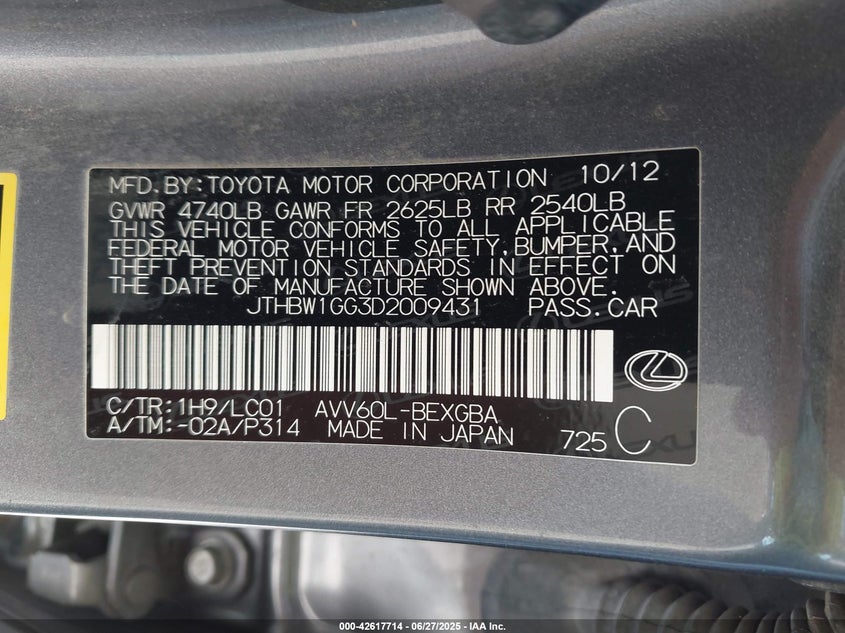 MFD.BY:TOYOTA MOTOR CORPORATION 10/12
GVWR 4740LB GAWR FR 2625LB RR 2540LB
THIS VEHICLE CONFORMS TO ALL APPLICABLE
FEDERAL MOTOR VEHICLE SAFETY,BUMPER,AND
THEFT PREVENTION STANDARDS IN EFFECT ON
THE DATE OF MANUFACTURE SHOWN ABOVE.
JTHBW1GG3D2009431 PASS.CAR
C/TR:1H9/LC01 AVV60L-BEXGBA
A/TM:-02A/P314 MADE IN JAPAN 725 C
000-42617714 - 06/27/2025 - IAA Inc.